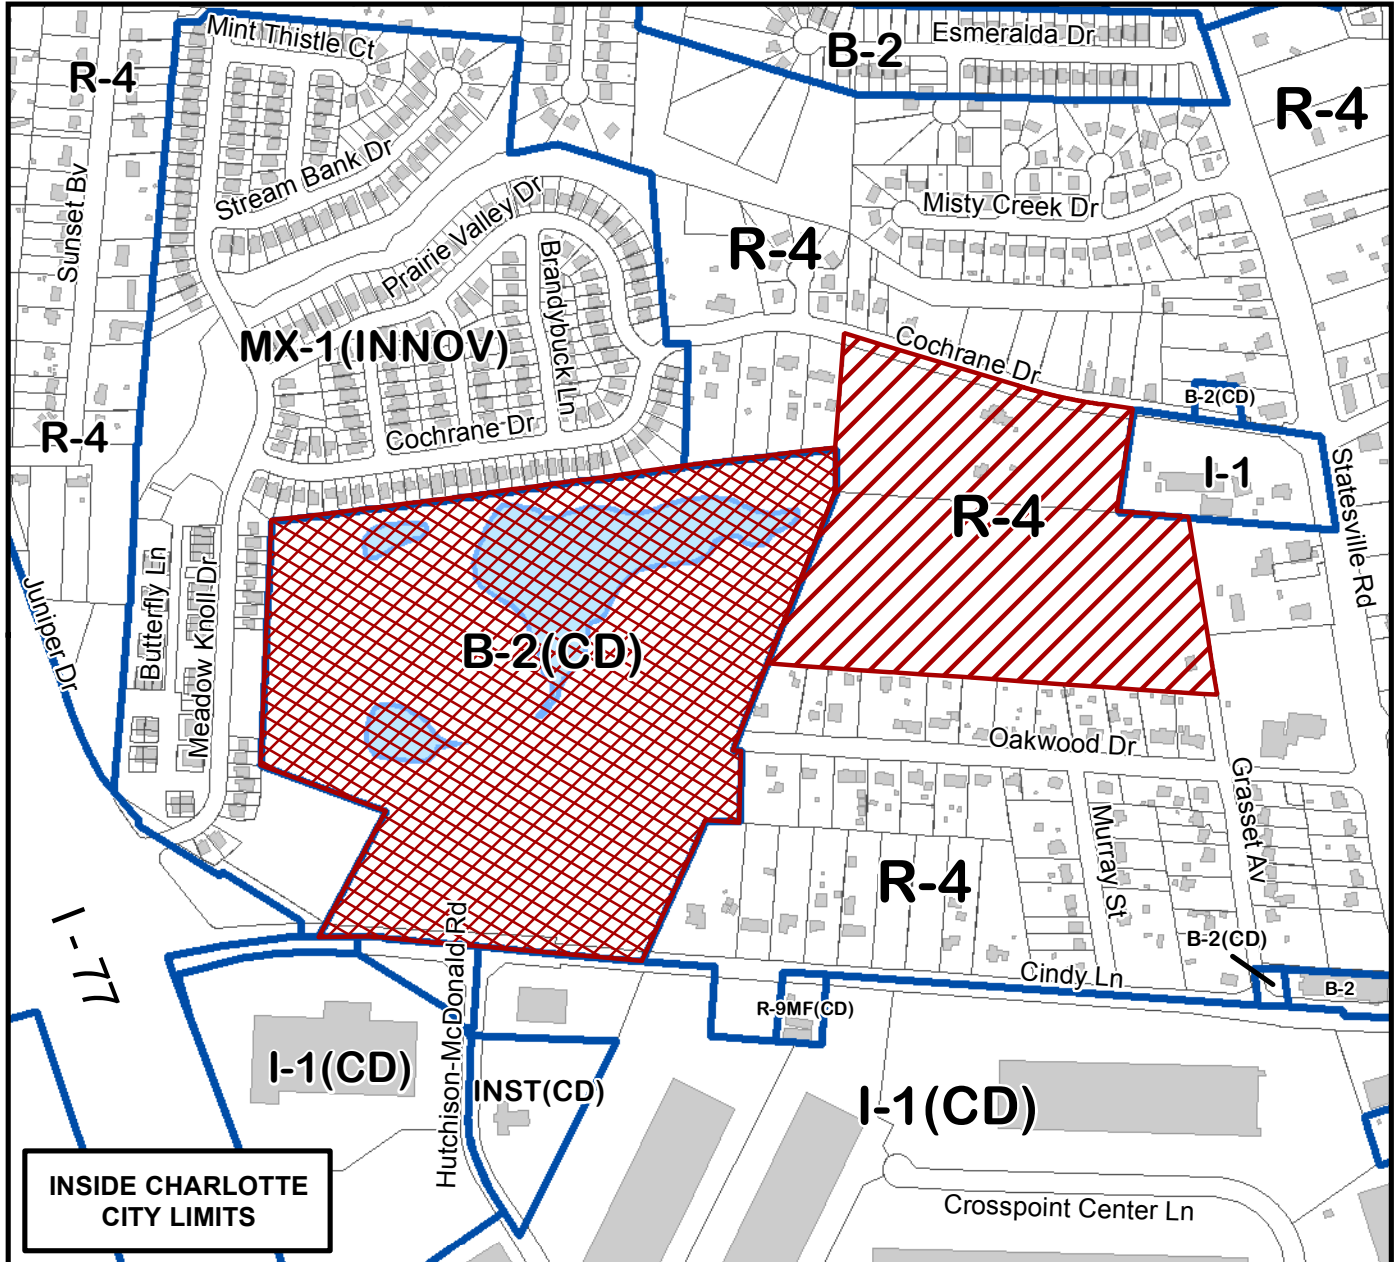 Mint Thistle Ct
B-2
Esmeralda Dr
R-4
R-4
Stream Bank Dr
Sunset Bv
Prairie Valley Dr
Misty Creek Dr
R-4
Brandybuck Ln
MX-1(INNOV)
Cochrane Dr
B-2(CD)
R-4
Cochrane Dr
I-1
Statesville Rd
R-4
Juniper Dr
Butterfly Ln
Meadow Knoll Dr
B-2(CD)
Oakwood Dr
Grasset Av
Murray St
R-4
I - 77
Hutchison-McDonald Rd
B-2(CD)
Cindy Ln
B-2
R-9MF(CD)
I-1(CD)
INST(CD)
I-1(CD)
INSIDE CHARLOTTE
CITY LIMITS
Crosspoint Center Ln